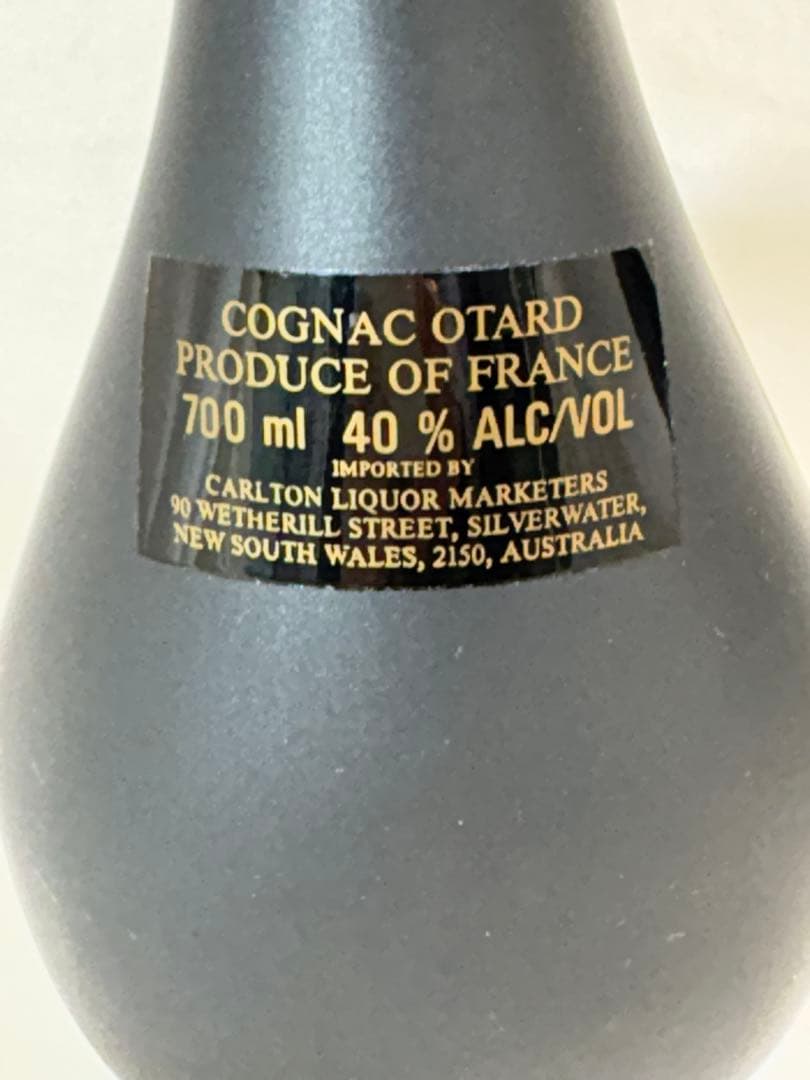 COGNAC OTARD
PRODUCE OF FRANCE
700 ml 40 % ALC/VOL
IMPORTED BY
CARLTON LIQUOR MARKETERS
90 WETHERILL STREET, SILVERWATER,
NEW SOUTH WALES, 2150, AUSTRALIA